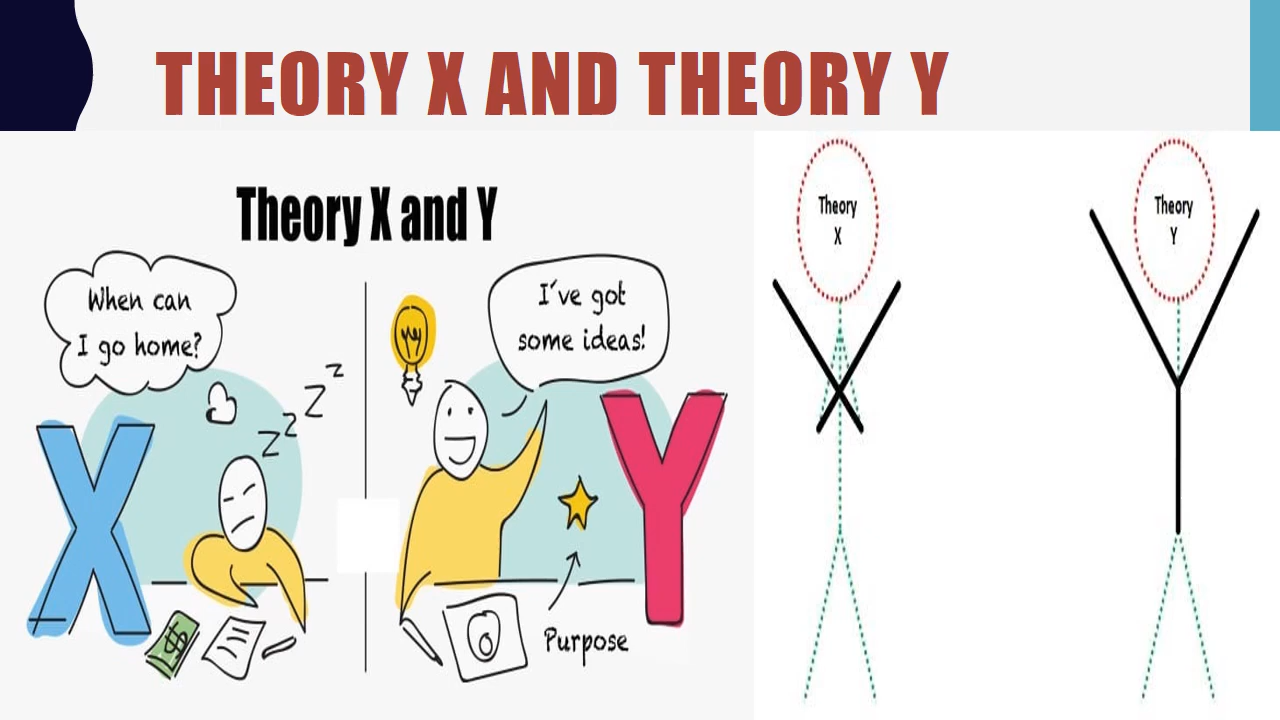 THEORY X AND THEORY Y
Theory X and Y
When can
I go home?
z z z z
I´ve got
some ideas!
X
Y
$
Purpose
Theory
X
Theory
Y